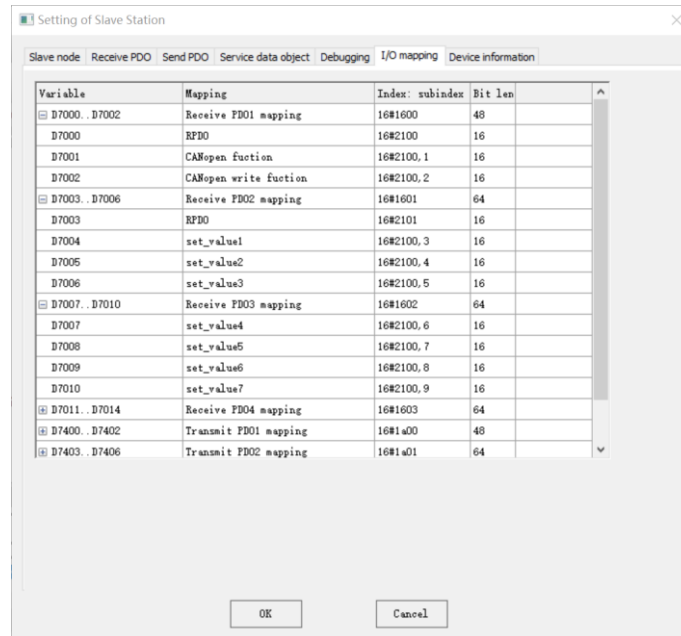 Setting of Slave Station
Slave node Receive PDO Send PDO Service data object Debugging I/O mapping Device information
Variable Mapping Index: subindex Bit len
D7000..D7002 Receive PDO1 mapping 16#1600 48
D7000 RPDO 16#2100 16
D7001 CANopen fuction 16#2100,1 16
D7002 CANopen write fuction 16#2100,2 16
D7003..D7006 Receive PDO2 mapping 16#1601 64
D7003 RPDO 16#2101 16
D7004 set_value1 16#2100,3 16
D7005 set_value2 16#2100,4 16
D7006 set_value3 16#2100,5 16
D7007..D7010 Receive PDO3 mapping 16#1602 64
D7007 set_value4 16#2100,6 16
D7008 set_value5 16#2100,7 16
D7009 set_value6 16#2100,8 16
D7010 set_value7 16#2100,9 16
D7011..D7014 Receive PDO4 mapping 16#1603 64
D7400..D7402 Transmit PDO1 mapping 16#1a00 48
D7403..D7406 Transmit PDO2 mapping 16#1a01 64
OK Cancel